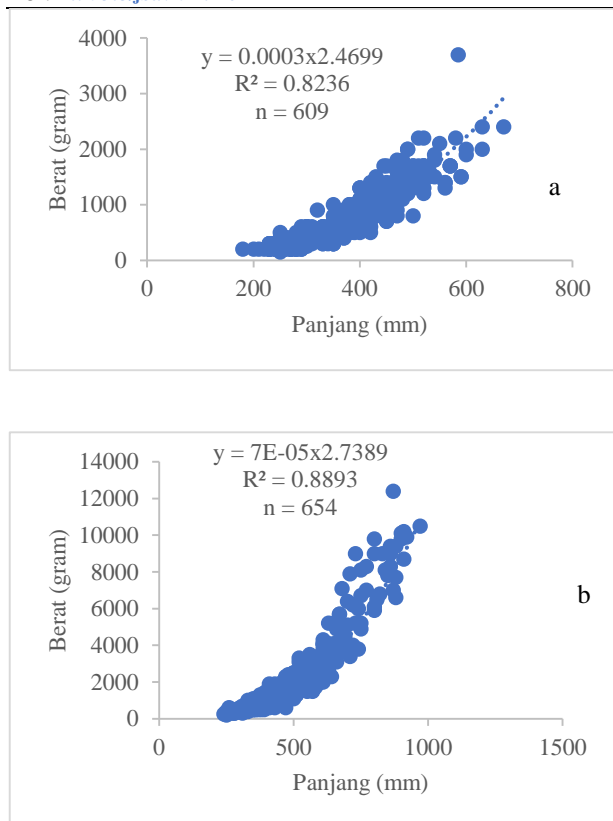 y = 0.0003x2.4699
R² = 0.8236
n = 609
4000
3000
2000
1000
0
Berat (gram)
a
0
200
400
600
800
Panjang (mm)
y = 7E-05x2.7389
R² = 0.8893
n = 654
14000
12000
10000
8000
6000
4000
2000
0
Berat (gram)
b
0
500
1000
1500
Panjang (mm)